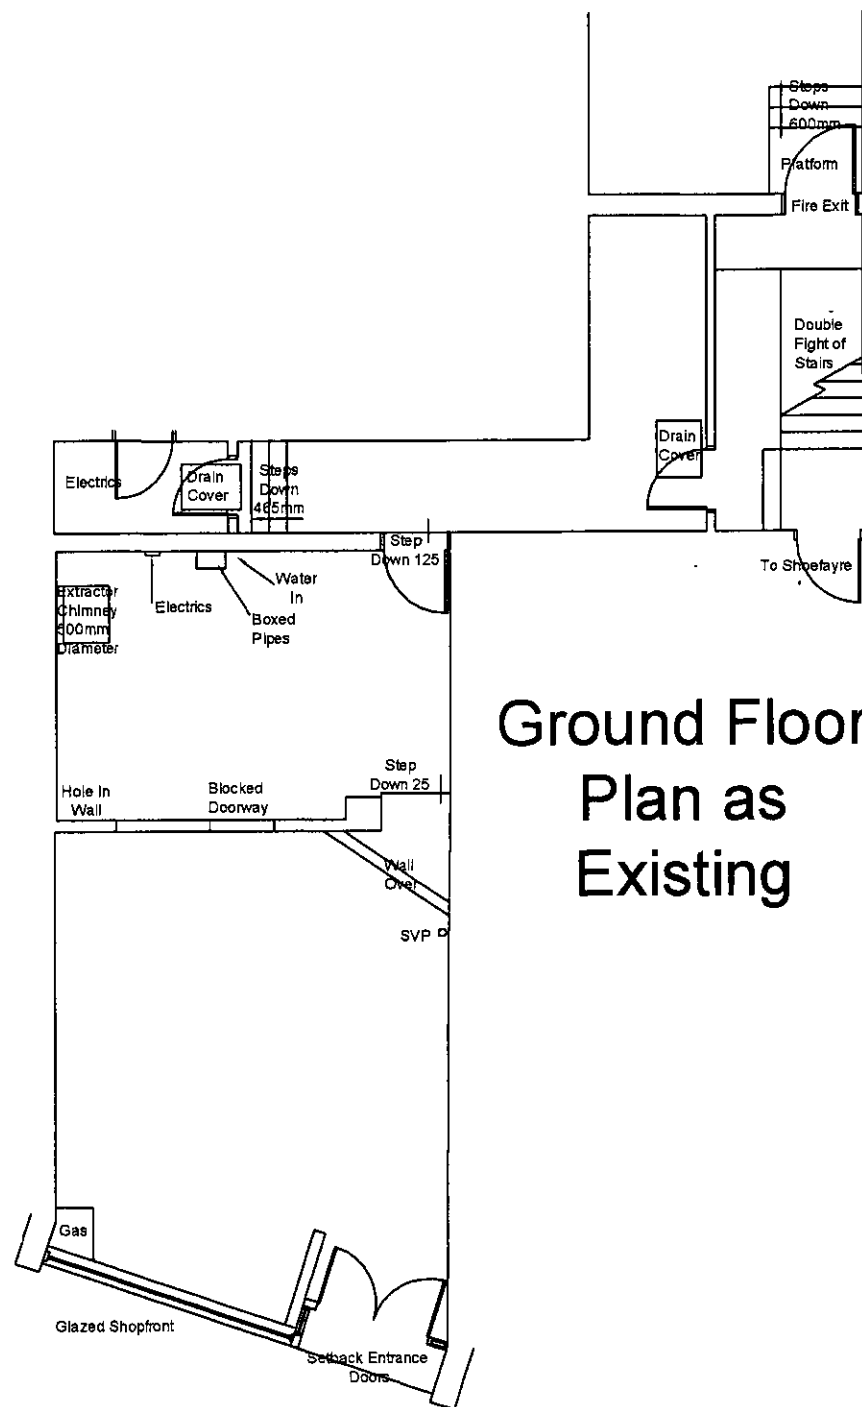 Steps
Down
600mm
Platform
Fire Exit
Double
Fight of
Stairs
Drain
Cover
Electrics
Drain
Cover
Steps
Down
465mm
Step
Down 125
To Shoefayre
Water
In
Electrics
Boxed
Pipes
Extractor
Chimney
500mm
Diameter
Ground Floor
Plan as
Existing
Step
Down 25
Hole In
Wall
Blocked
Doorway
Wall
Over
SVP
Gas
Glazed Shopfront
Setback Entrance
Doors